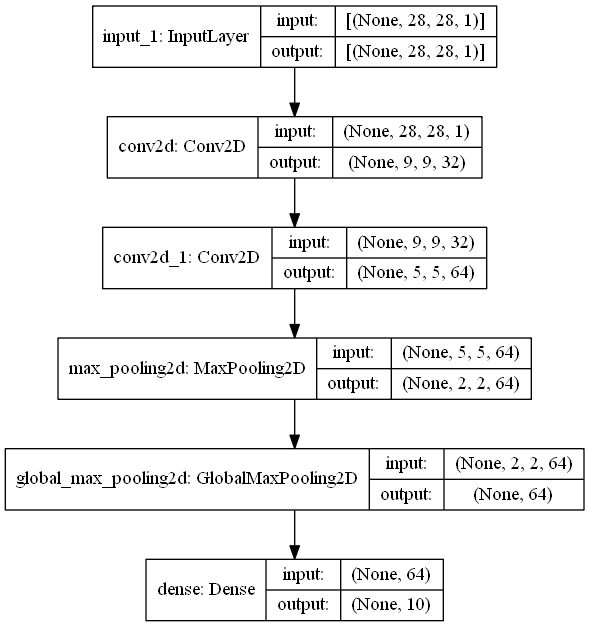 input_1: InputLayer
input:
[(None, 28, 28, 1)]
output:
[(None, 28, 28, 1)]
conv2d: Conv2D
input:
(None, 28, 28, 1)
output:
(None, 9, 9, 32)
conv2d_1: Conv2D
input:
(None, 9, 9, 32)
output:
(None, 5, 5, 64)
max_pooling2d: MaxPooling2D
input:
(None, 5, 5, 64)
output:
(None, 2, 2, 64)
global_max_pooling2d: GlobalMaxPooling2D
input:
(None, 2, 2, 64)
output:
(None, 64)
dense: Dense
input:
(None, 64)
output:
(None, 10)